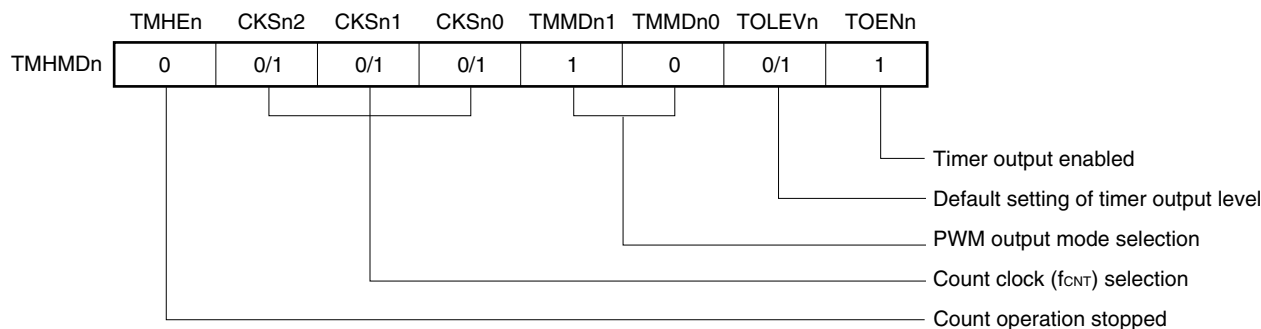 TMHEn CKSn2 CKSn1 CKSn0 TMMDn1 TMMDn0 TOLEVn TOENn
TMHMDn 0 0/1 0/1 0/1 1 0 0/1 1
Timer output enabled
Default setting of timer output level
PWM output mode selection
Count clock (fCNT) selection
Count operation stopped